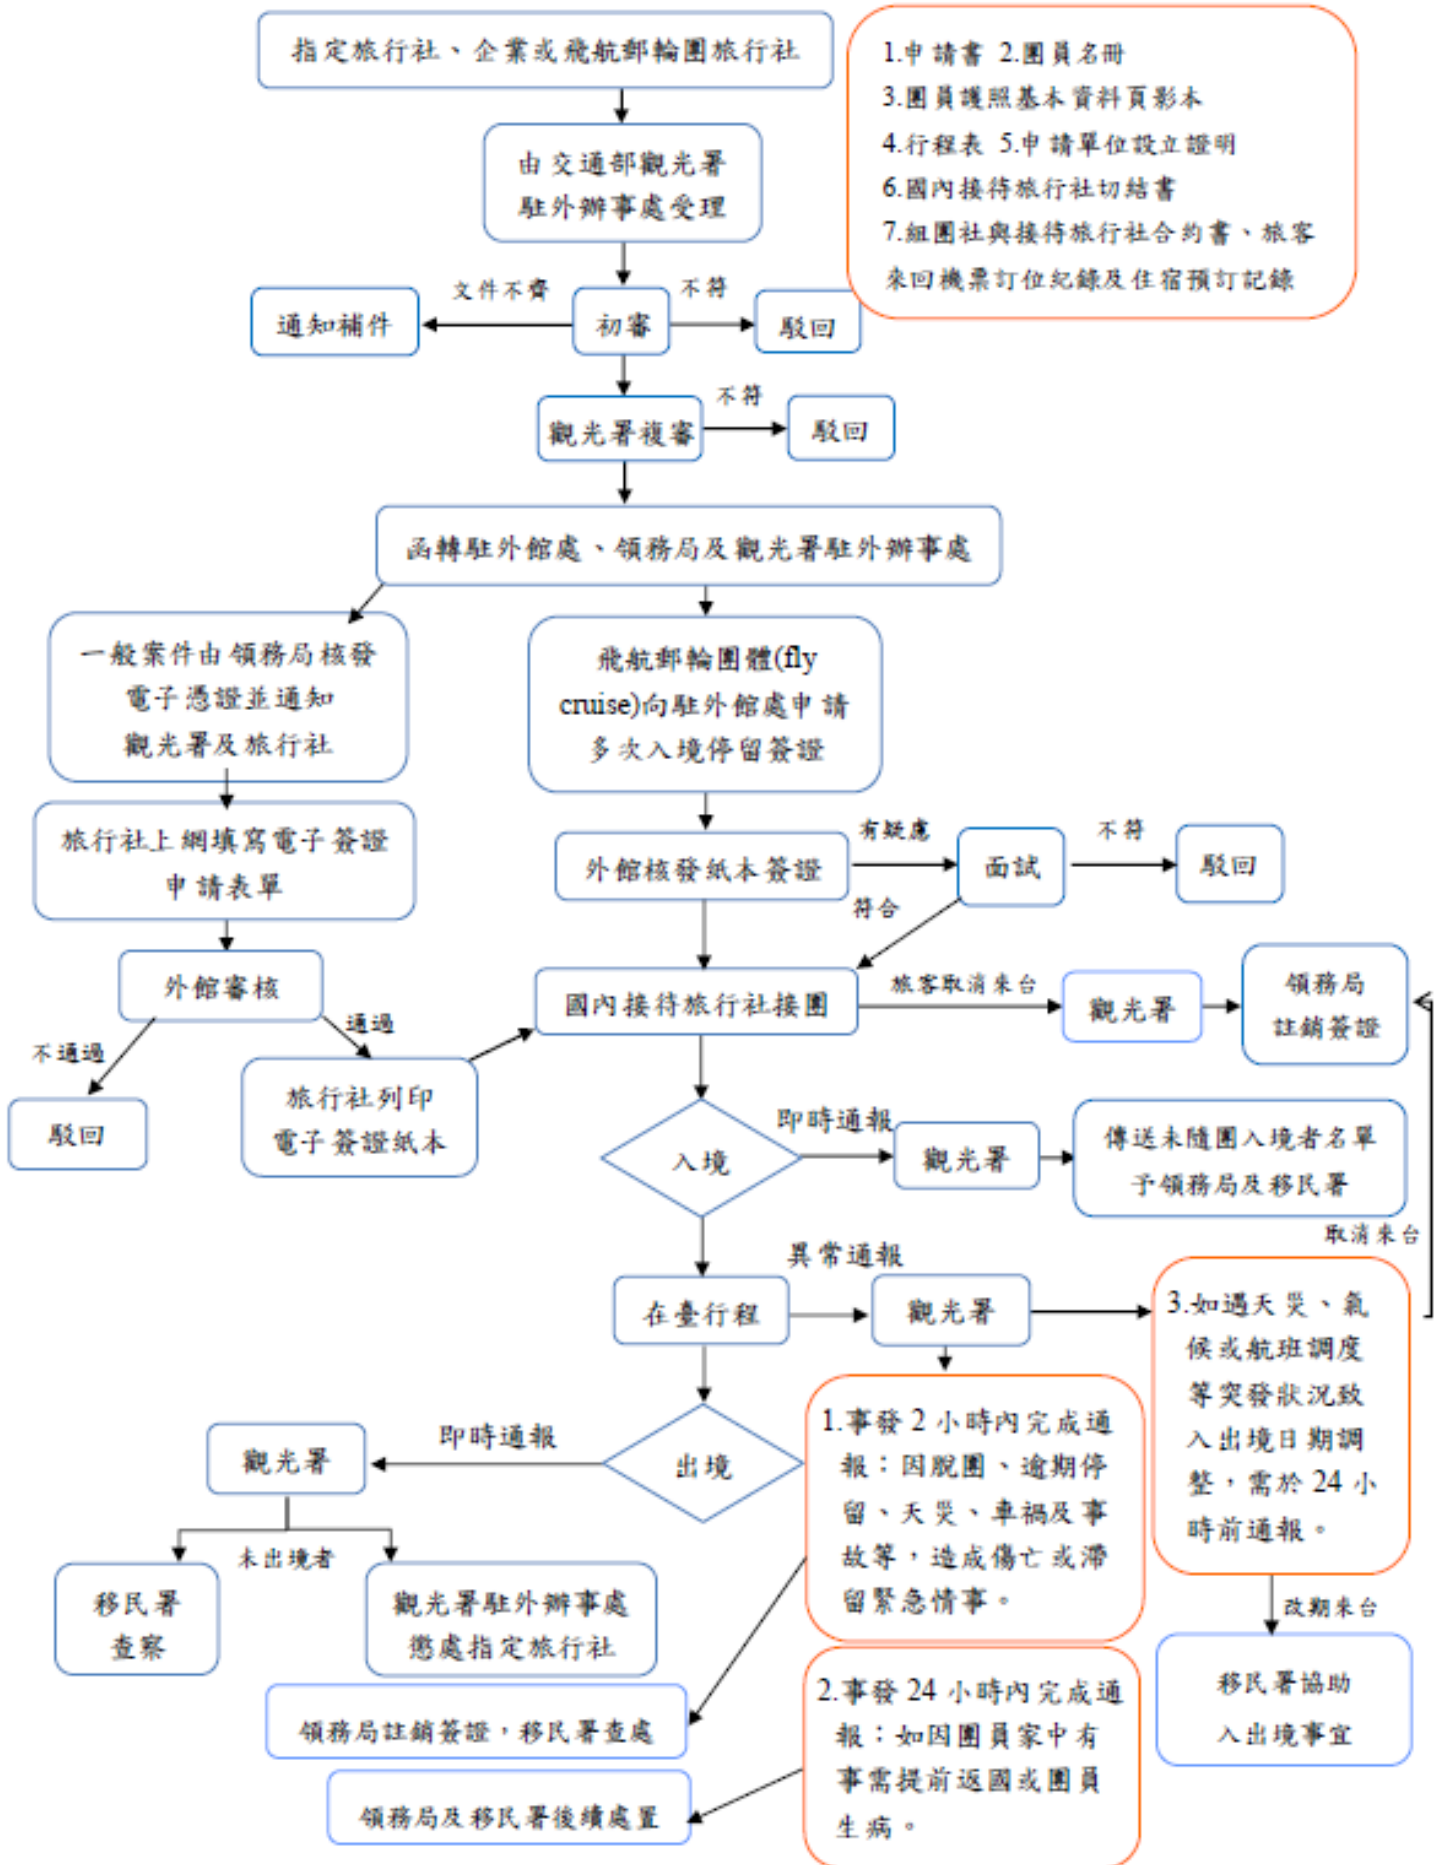 指定旅行社、企業或飛航郵輪團旅行社
1.申請書 2.團員名冊
3.團員護照基本資料頁影本
4.行程表 5.申請單位設立證明
6.國內接待旅行社切結書
7.組團社與接待旅行社合約書、旅客
來回機票訂位紀錄及住宿預訂記錄
由交通部觀光署
駐外辦事處受理
文件不齊
不符
通知補件
初審
駁回
不符
觀光署複審
駁回
函轉駐外館處、領務局及觀光署駐外辦事處
一般案件由領務局核發
電子憑證並通知
觀光署及旅行社
飛航郵輪團體(fly
cruise)向駐外館處申請
多次入境停留簽證
旅行社上網填寫電子簽證
申請表單
外館核發紙本簽證
有疑慮
面試
不符
駁回
符合
外館審核
不通過
通過
駁回
旅行社列印
電子簽證紙本
國內接待旅行社接團
旅客取消來台
觀光署
領務局
註銷簽證
入境
即時通報
觀光署
傳送未隨團入境者名單
予領務局及移民署
取消來台
在臺行程
異常通報
觀光署
3.如遇天災、氣
候或航班調度
等突發狀況致
入出境日期調
整，需於 24 小
時前通報。
1.事發 2 小時內完成通
報：因脫團、逾期停
留、天災、車禍及事
故等，造成傷亡或滯
留緊急情事。
出境
即時通報
觀光署
未出境者
移民署
查察
觀光署駐外辦事處
懲處指定旅行社
改期來台
移民署協助
入出境事宜
領務局註銷簽證，移民署查處
2.事發 24 小時內完成通
報：如因團員家中有
事需提前返國或團員
生病。
領務局及移民署後續處置